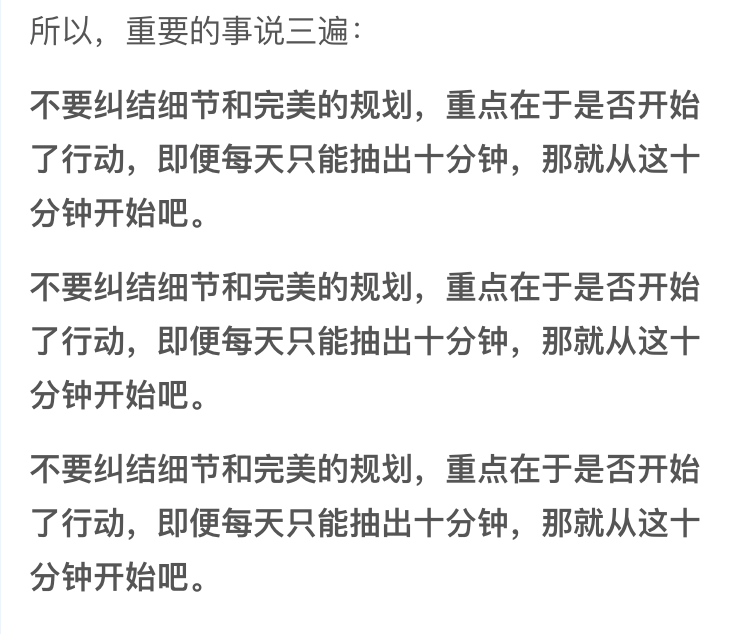 所以，重要的事说三遍：
不要纠结细节和完美的规划，重点在于是否开始
了行动，即便每天只能抽出十分钟，那就从这十
分钟开始吧。
不要纠结细节和完美的规划，重点在于是否开始
了行动，即便每天只能抽出十分钟，那就从这十
分钟开始吧。
不要纠结细节和完美的规划，重点在于是否开始
了行动，即便每天只能抽出十分钟，那就从这十
分钟开始吧。